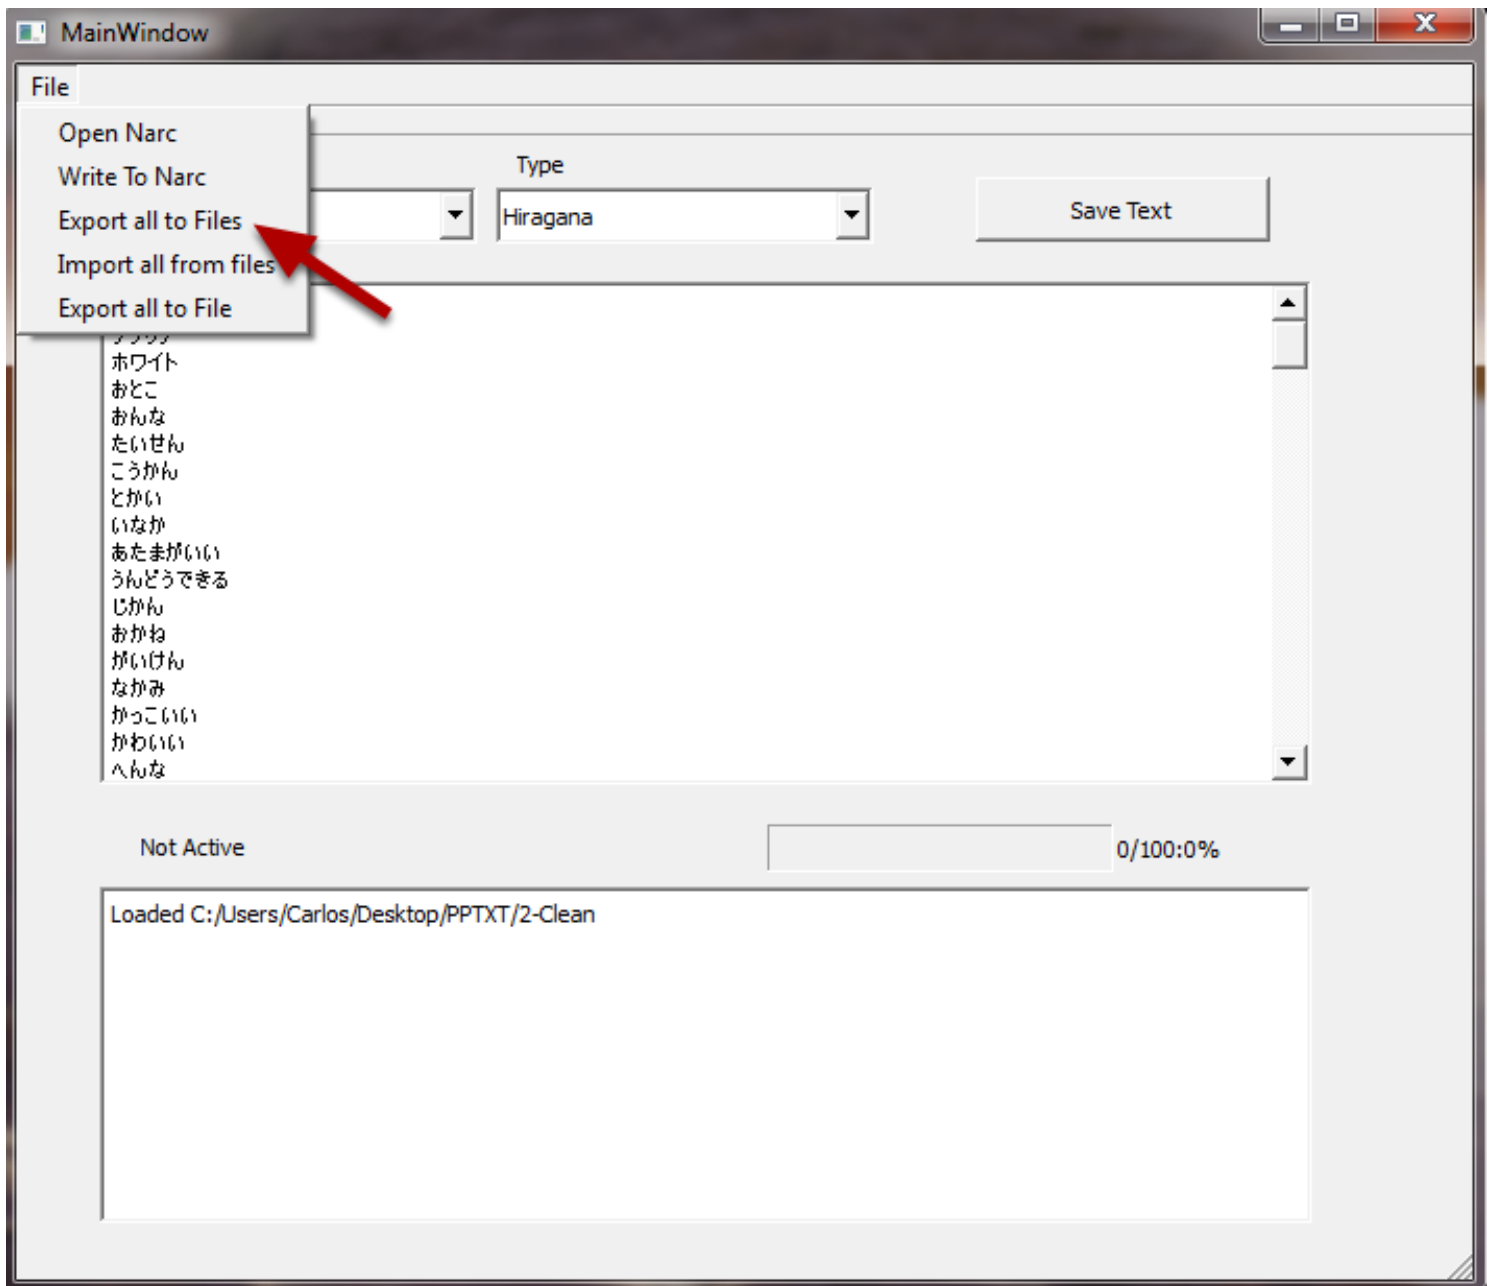 MainWindow
File
Open Narc
Write To Narc
Export all to Files
Import all from files
Export all to File
Type
Hiragana
Save Text
ホワイト
おとこ
おんな
たいせん
こうかん
とかい
いなか
あたまがいい
うんどうできる
じかん
おかね
がいけん
なかみ
かっこいい
かわいい
へんな
Not Active
0/100:0%
Loaded C:/Users/Carlos/Desktop/PPTXT/2-Clean